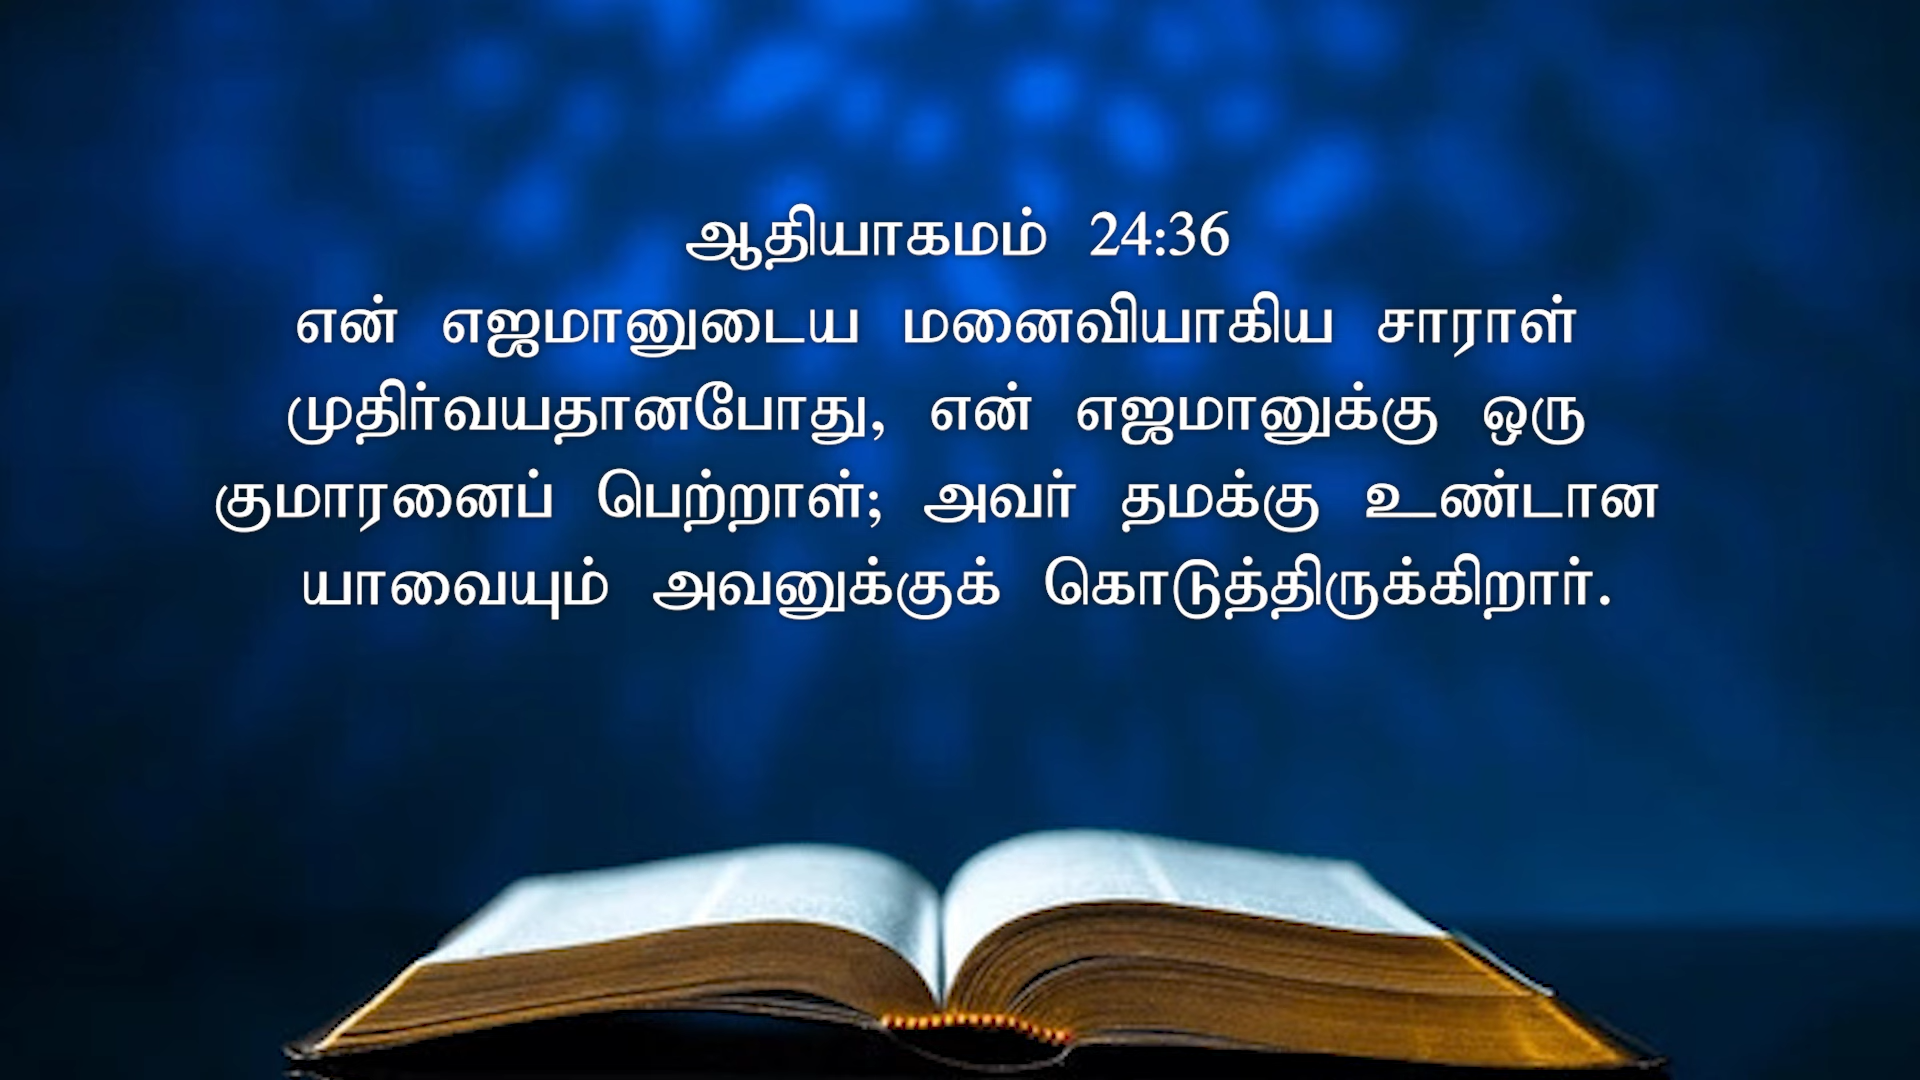 ஆதியாகமம் 24:36
என் எஜமானுடைய மனைவியாகிய சாராள்
முதிர்வயதானபோது, என் எஜமானுக்கு ஒரு
குமாரனைப் பெற்றாள்; அவர் தமக்கு உண்டான
யாவையும் அவனுக்குக் கொடுத்திருக்கிறார்.